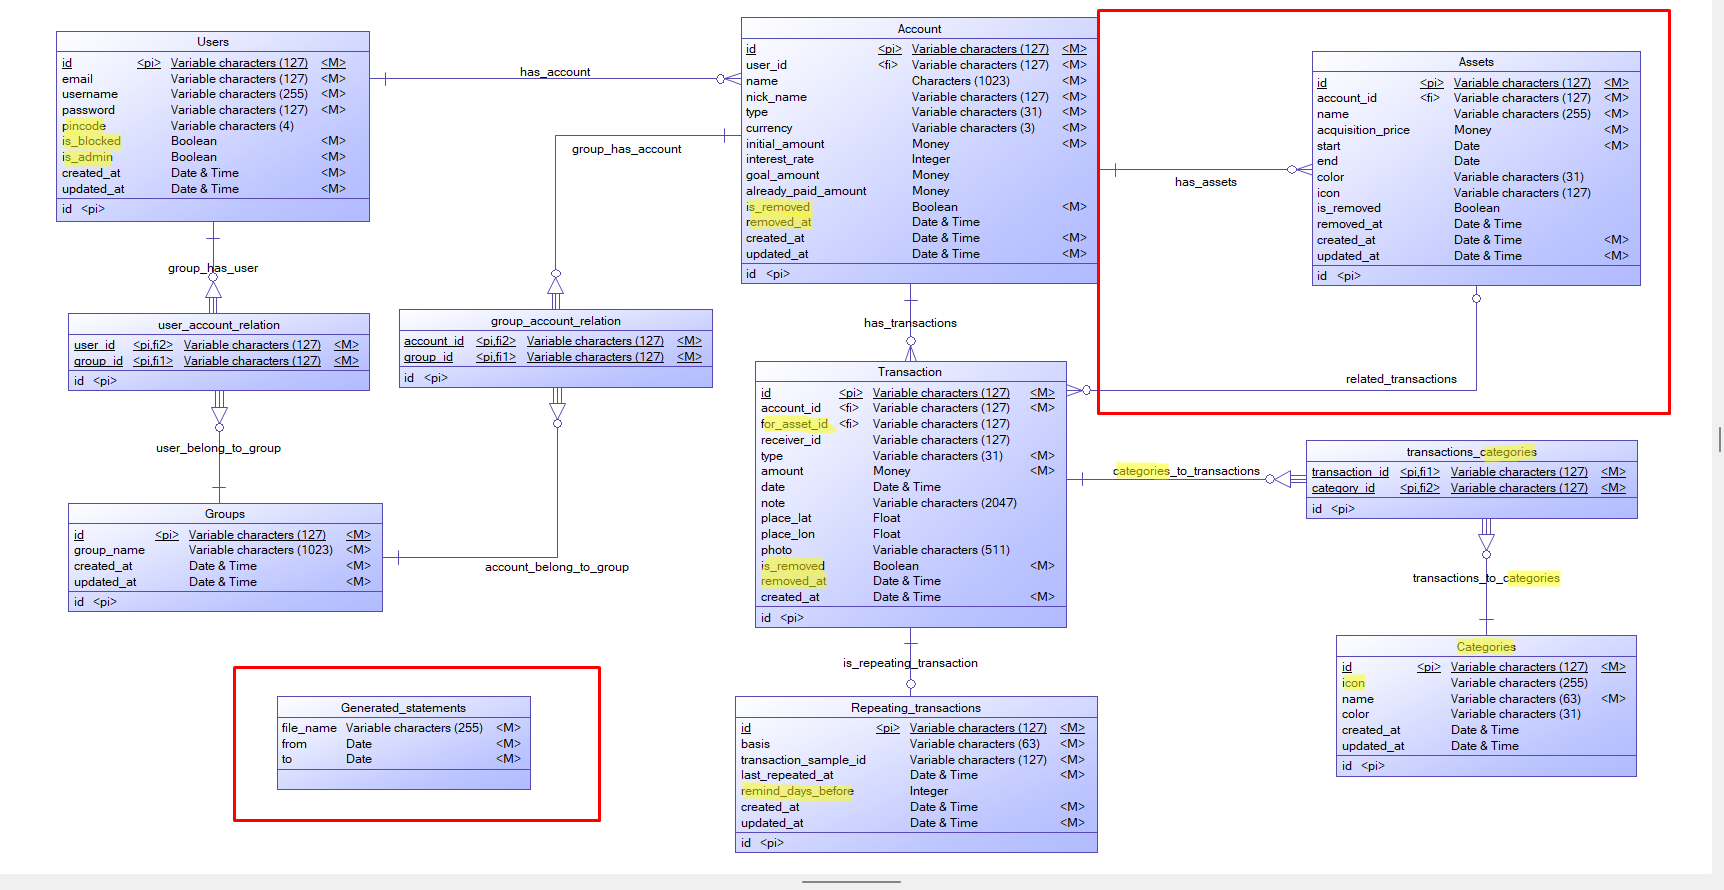 Users
id <pi> Variable characters (127) <M>
email Variable characters (127) <M>
username Variable characters (255) <M>
password Variable characters (127) <M>
pincode Variable characters (4)
is_blocked Boolean <M>
is_admin Boolean <M>
created_at Date & Time <M>
updated_at Date & Time <M>
id <pi>
has_account
Account
id <pi> Variable characters (127) <M>
user_id <fi> Variable characters (127) <M>
name Characters (1023) <M>
nick_name Variable characters (127) <M>
type Variable characters (31) <M>
currency Variable characters (3) <M>
initial_amount Money <M>
interest_rate Integer
goal_amount Money
already_paid_amount Money
is_removed Boolean <M>
removed_at Date & Time
created_at Date & Time <M>
updated_at Date & Time <M>
id <pi>
has_assets
Assets
id <pi> Variable characters (127) <M>
account_id <fi> Variable characters (127) <M>
name Variable characters (255) <M>
acquisition_price Money <M>
start Date <M>
end Date
color Variable characters (31)
icon Variable characters (127)
is_removed Boolean
removed_at Date & Time
created_at Date & Time <M>
updated_at Date & Time <M>
id <pi>
group_has_account
group_has_user
user_account_relation
user_id <pi,fi2> Variable characters (127) <M>
group_id <pi,fi1> Variable characters (127) <M>
id <pi>
group_account_relation
account_id <pi,fi2> Variable characters (127) <M>
group_id <pi,fi1> Variable characters (127) <M>
id <pi>
has_transactions
related_transactions
Transaction
id <pi> Variable characters (127) <M>
account_id <fi> Variable characters (127) <M>
for_asset_id <fi> Variable characters (127)
receiver_id Variable characters (127)
type Variable characters (31) <M>
amount Money <M>
date Date & Time
note Variable characters (2047)
place_lat Float
place_lon Float
photo Variable characters (511)
is_removed Boolean <M>
removed_at Date & Time
created_at Date & Time <M>
id <pi>
categories_to_transactions
transactions_categories
transaction_id <pi,fi1> Variable characters (127) <M>
category_id <pi,fi2> Variable characters (127) <M>
id <pi>
user_belong_to_group
Groups
id <pi> Variable characters (127) <M>
group_name Variable characters (1023) <M>
created_at Date & Time <M>
updated_at Date & Time <M>
id <pi>
account_belong_to_group
transactions_to_categories
Categories
id <pi> Variable characters (127) <M>
icon Variable characters (255)
name Variable characters (63) <M>
color Variable characters (31)
created_at Date & Time
updated_at Date & Time
id <pi>
is_repeating_transaction
Generated_statements
file_name Variable characters (255) <M>
from Date <M>
to Date <M>
Repeating_transactions
id <pi> Variable characters (127) <M>
basis Variable characters (63) <M>
transaction_sample_id Variable characters (127) <M>
last_repeated_at Date & Time <M>
remind_days_before Integer
created_at Date & Time <M>
updated_at Date & Time <M>
id <pi>